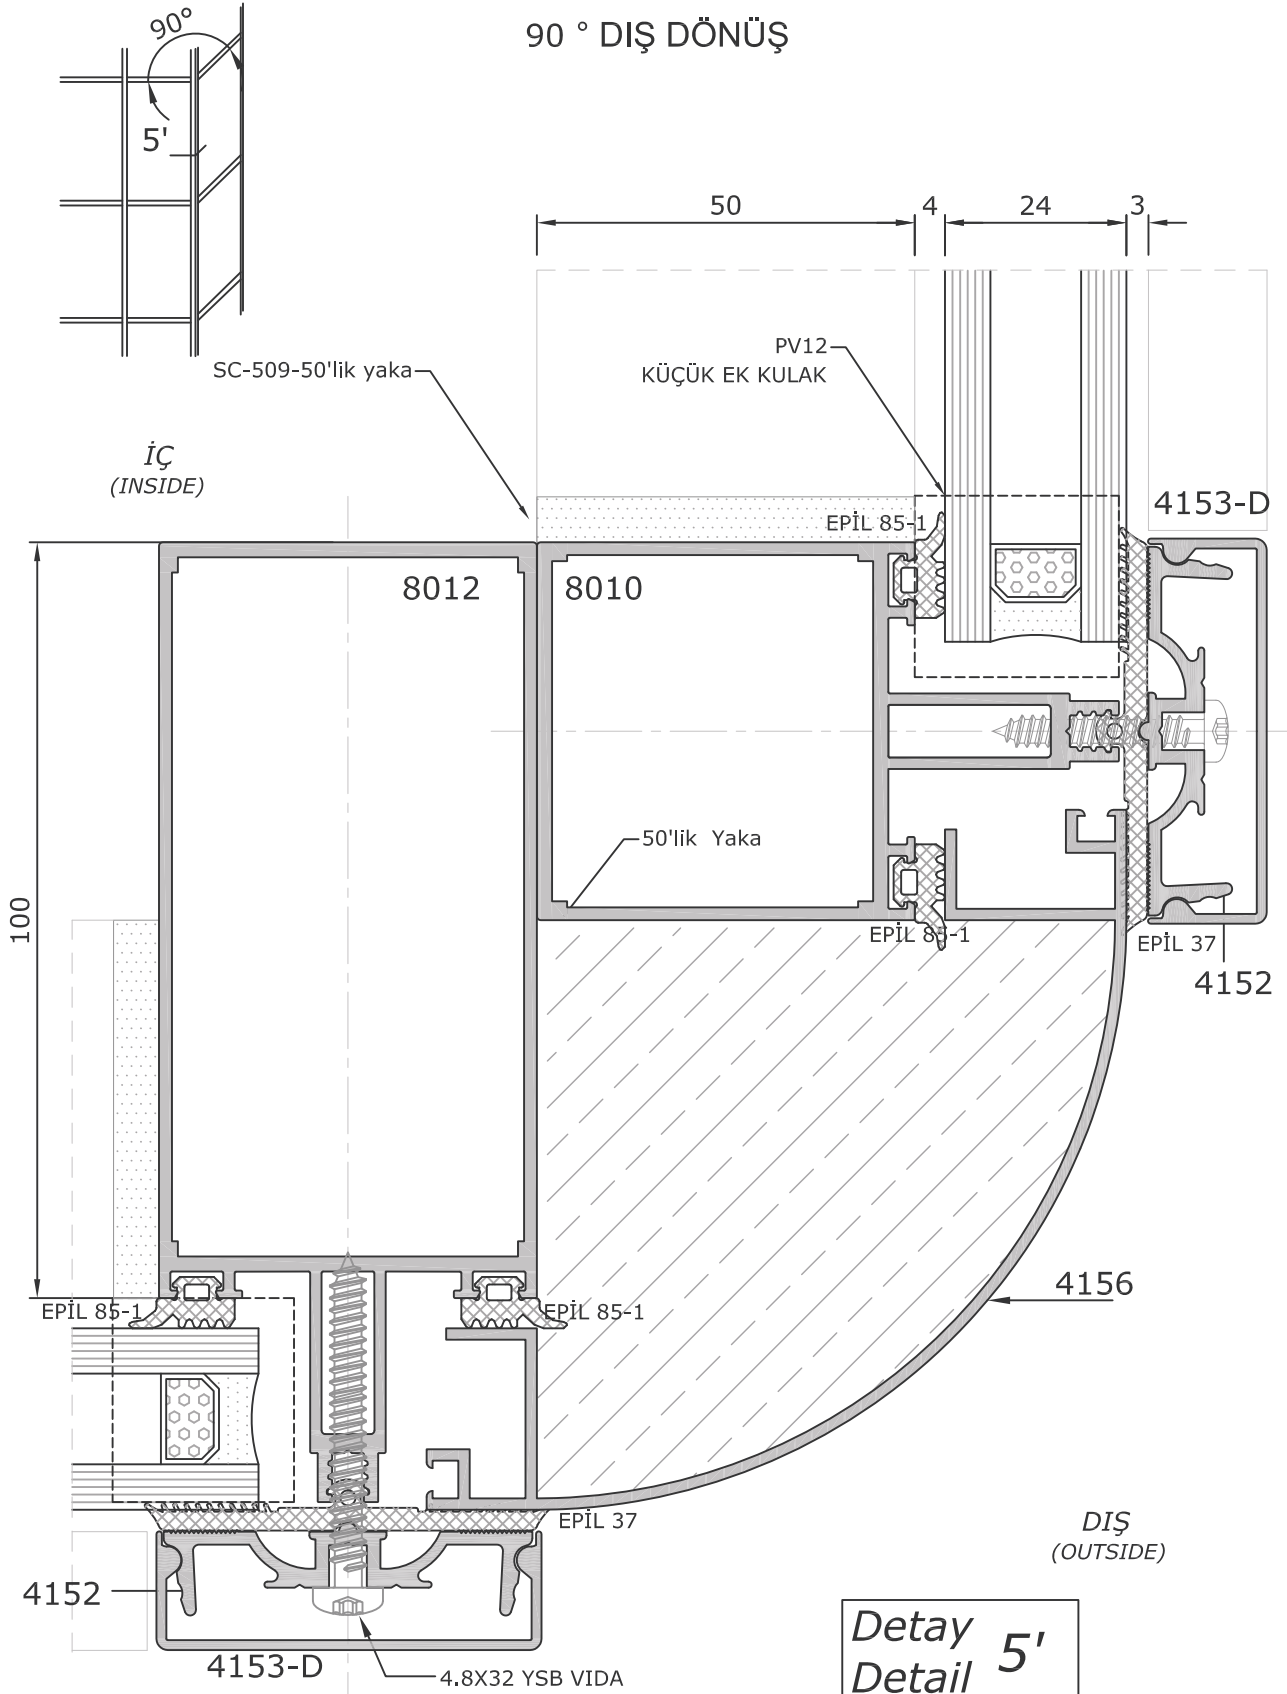 90 ° DIŞ DÖNÜŞ
90°
5'
50
4
24
3
SC-509-50'lik yaka
PV12
KÜÇÜK EK KULAK
İÇ
(INSIDE)
4153-D
EPİL 85-1
8012
8010
50'lik Yaka
100
EPİL 85-1
EPİL 37
4152
4156
EPİL 85-1
EPİL 85-1
EPİL 37
DIŞ
(OUTSIDE)
4152
4153-D
4.8X32 YSB VIDA
Detay
Detail
5'